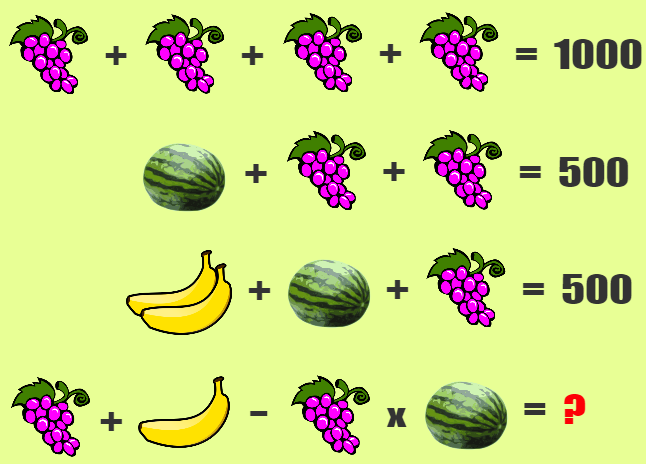 + + + = 1000
+ + = 500
+ + = 500
+ - x = ?